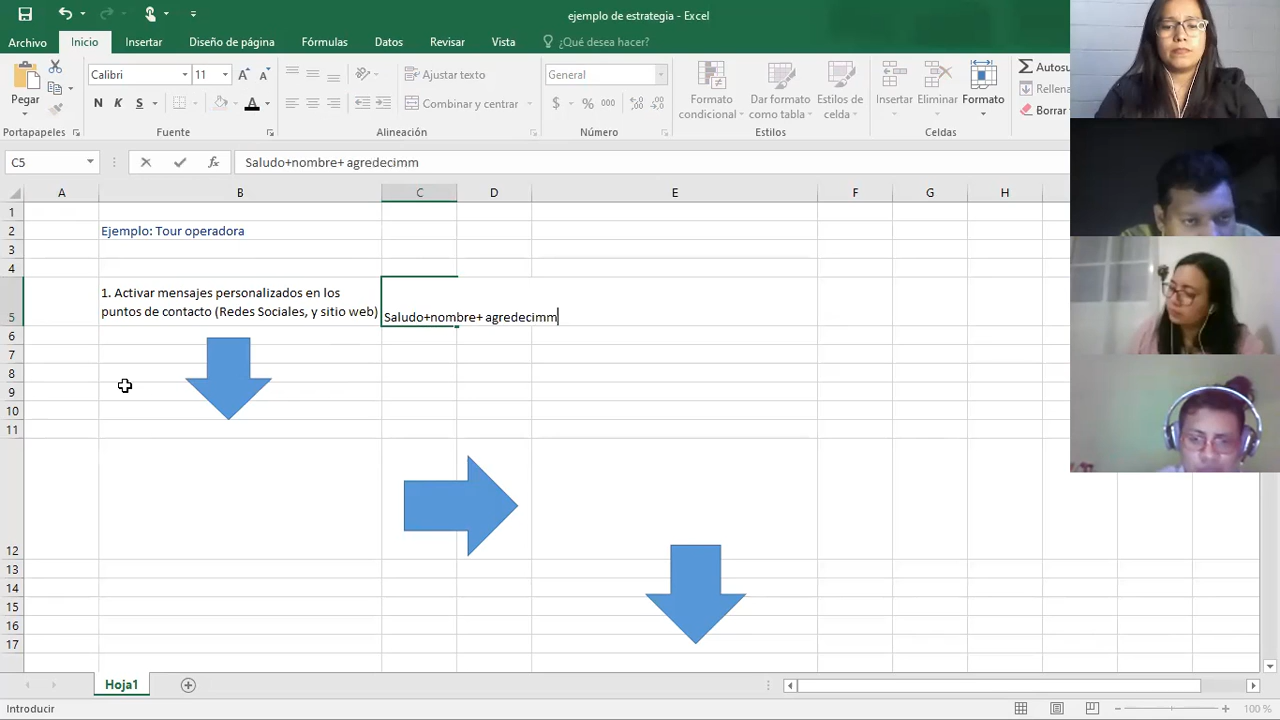 ejemplo de estrategia - Excel
Archivo Inicio Insertar Diseño de página Fórmulas Datos Revisar Vista ¿Qué desea hacer?
Pegar
Calibri 11
N K S
Ajustar texto
Combinar y centrar
General
$ % 000
Formato condicional
Dar formato como tabla
Estilos de celda
Insertar Eliminar Formato
Autosu
Rellena
Borrar
Portapapeles Fuente Alineación Número Estilos Celdas
C5 fx Saludo+nombre+ agredecimm
A B C D E F G H
1
2 Ejemplo: Tour operadora
3
4
1. Activar mensajes personalizados en los
5 puntos de contacto (Redes Sociales, y sitio web) Saludo+nombre+ agredecimm
6
7
8
9
10
11
12
13
14
15
16
17
Hoja1
Introducir 100 %